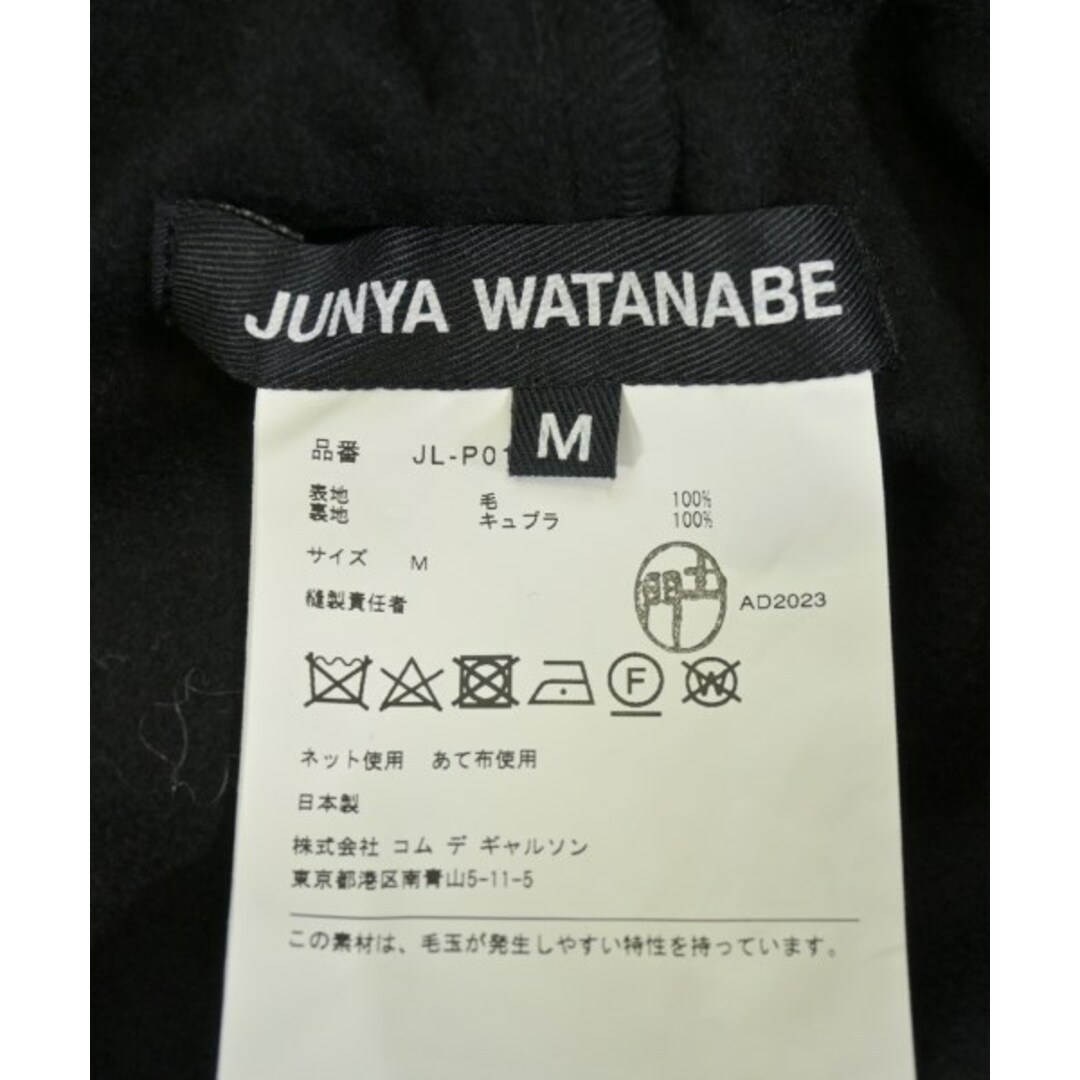 JUNYA WATANABE
M
品番 JL-P01
表地 毛 100%
裏地 キュプラ 100%
サイズ M
縫製責任者 AD2023
F W
ネット使用 あて布使用
日本製
株式会社 コム デ ギャルソン
東京都港区南青山5-11-5
この素材は、毛玉が発生しやすい特性を持っています。